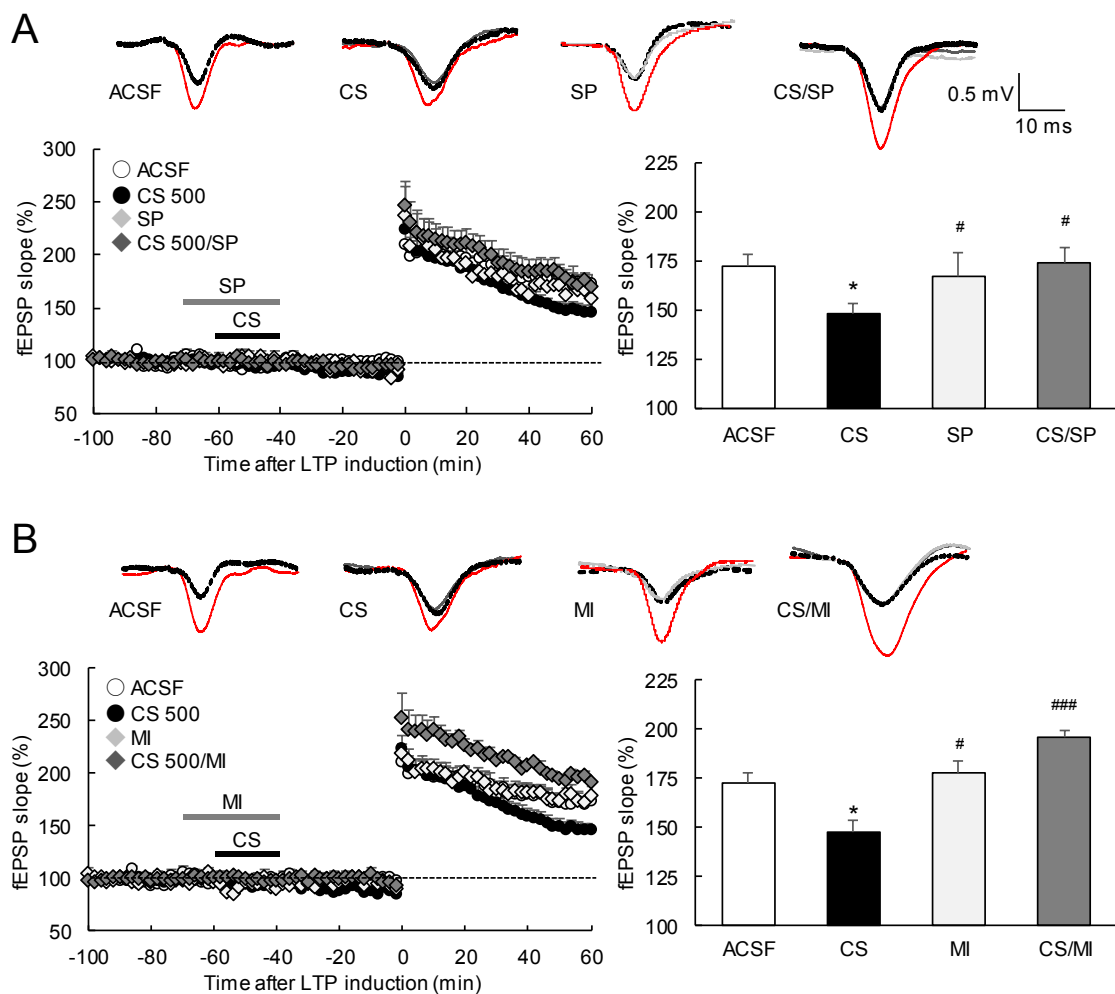 A
ACSF
CS
SP
CS/SP
0.5 mV
10 ms
300
250
200
150
100
50
fEPSP slope (%)
ACSF
CS 500
SP
CS 500/SP
SP
CS
-100 -80 -60 -40 -20 0 20 40 60
Time after LTP induction (min)
225
200
175
150
125
100
fEPSP slope (%)
*
#
#
ACSF CS SP CS/SP
B
ACSF
CS
MI
CS/MI
300
250
200
150
100
50
fEPSP slope (%)
ACSF
CS 500
MI
CS 500/MI
MI
CS
-100 -80 -60 -40 -20 0 20 40 60
Time after LTP induction (min)
225
200
175
150
125
100
fEPSP slope (%)
*
#
###
ACSF CS MI CS/MI